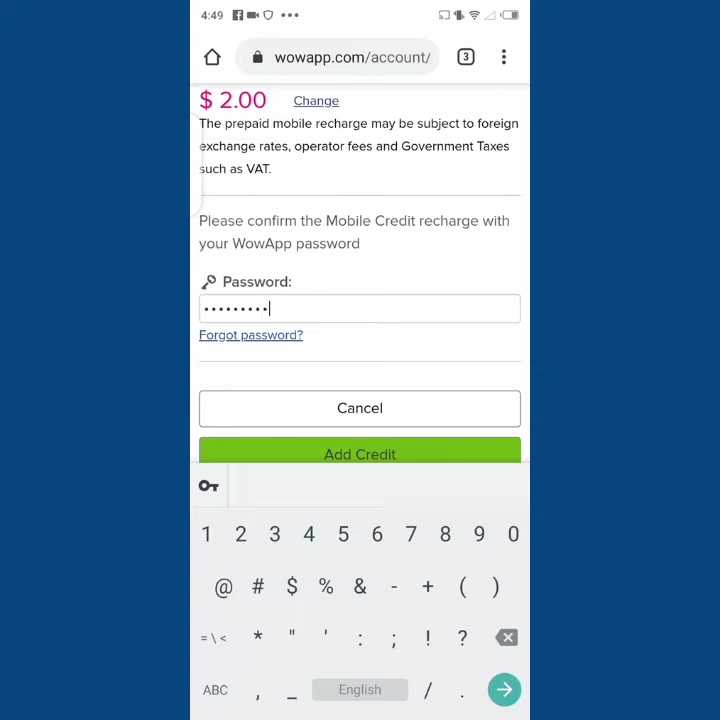 4:49
3
wowapp.com/account/
$ 2.00 Change
The prepaid mobile recharge may be subject to foreign
exchange rates, operator fees and Government Taxes
such as VAT.
Please confirm the Mobile Credit recharge with
your WowApp password
Password:
•••••••••
Forgot password?
Cancel
Add Credit
1 2 3 4 5 6 7 8 9 0
@ # $ % & - + ( )
= \ < * " ' : ; ! ?
ABC , _ English / .